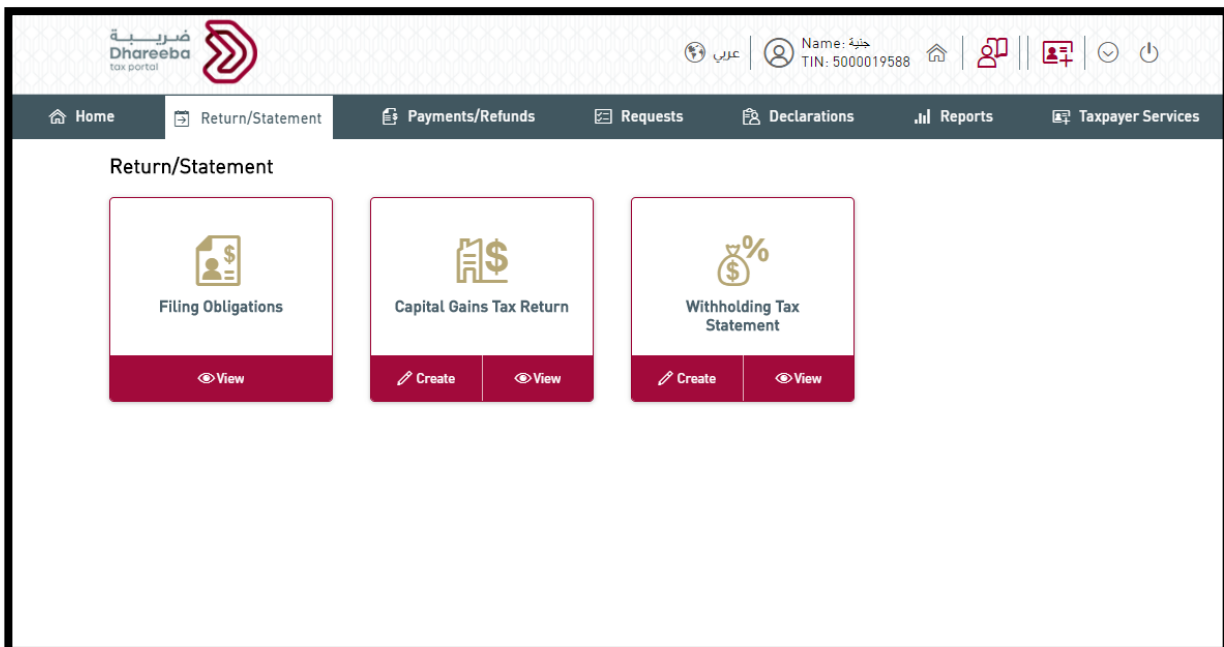 ضريبة
Dhareeba
tax portal
عربي
Name: جنية
TIN: 5000019588
Home
Return/Statement
Payments/Refunds
Requests
Declarations
Reports
Taxpayer Services
Return/Statement
Filing Obligations
View
Capital Gains Tax Return
Create
View
Withholding Tax
Statement
Create
View